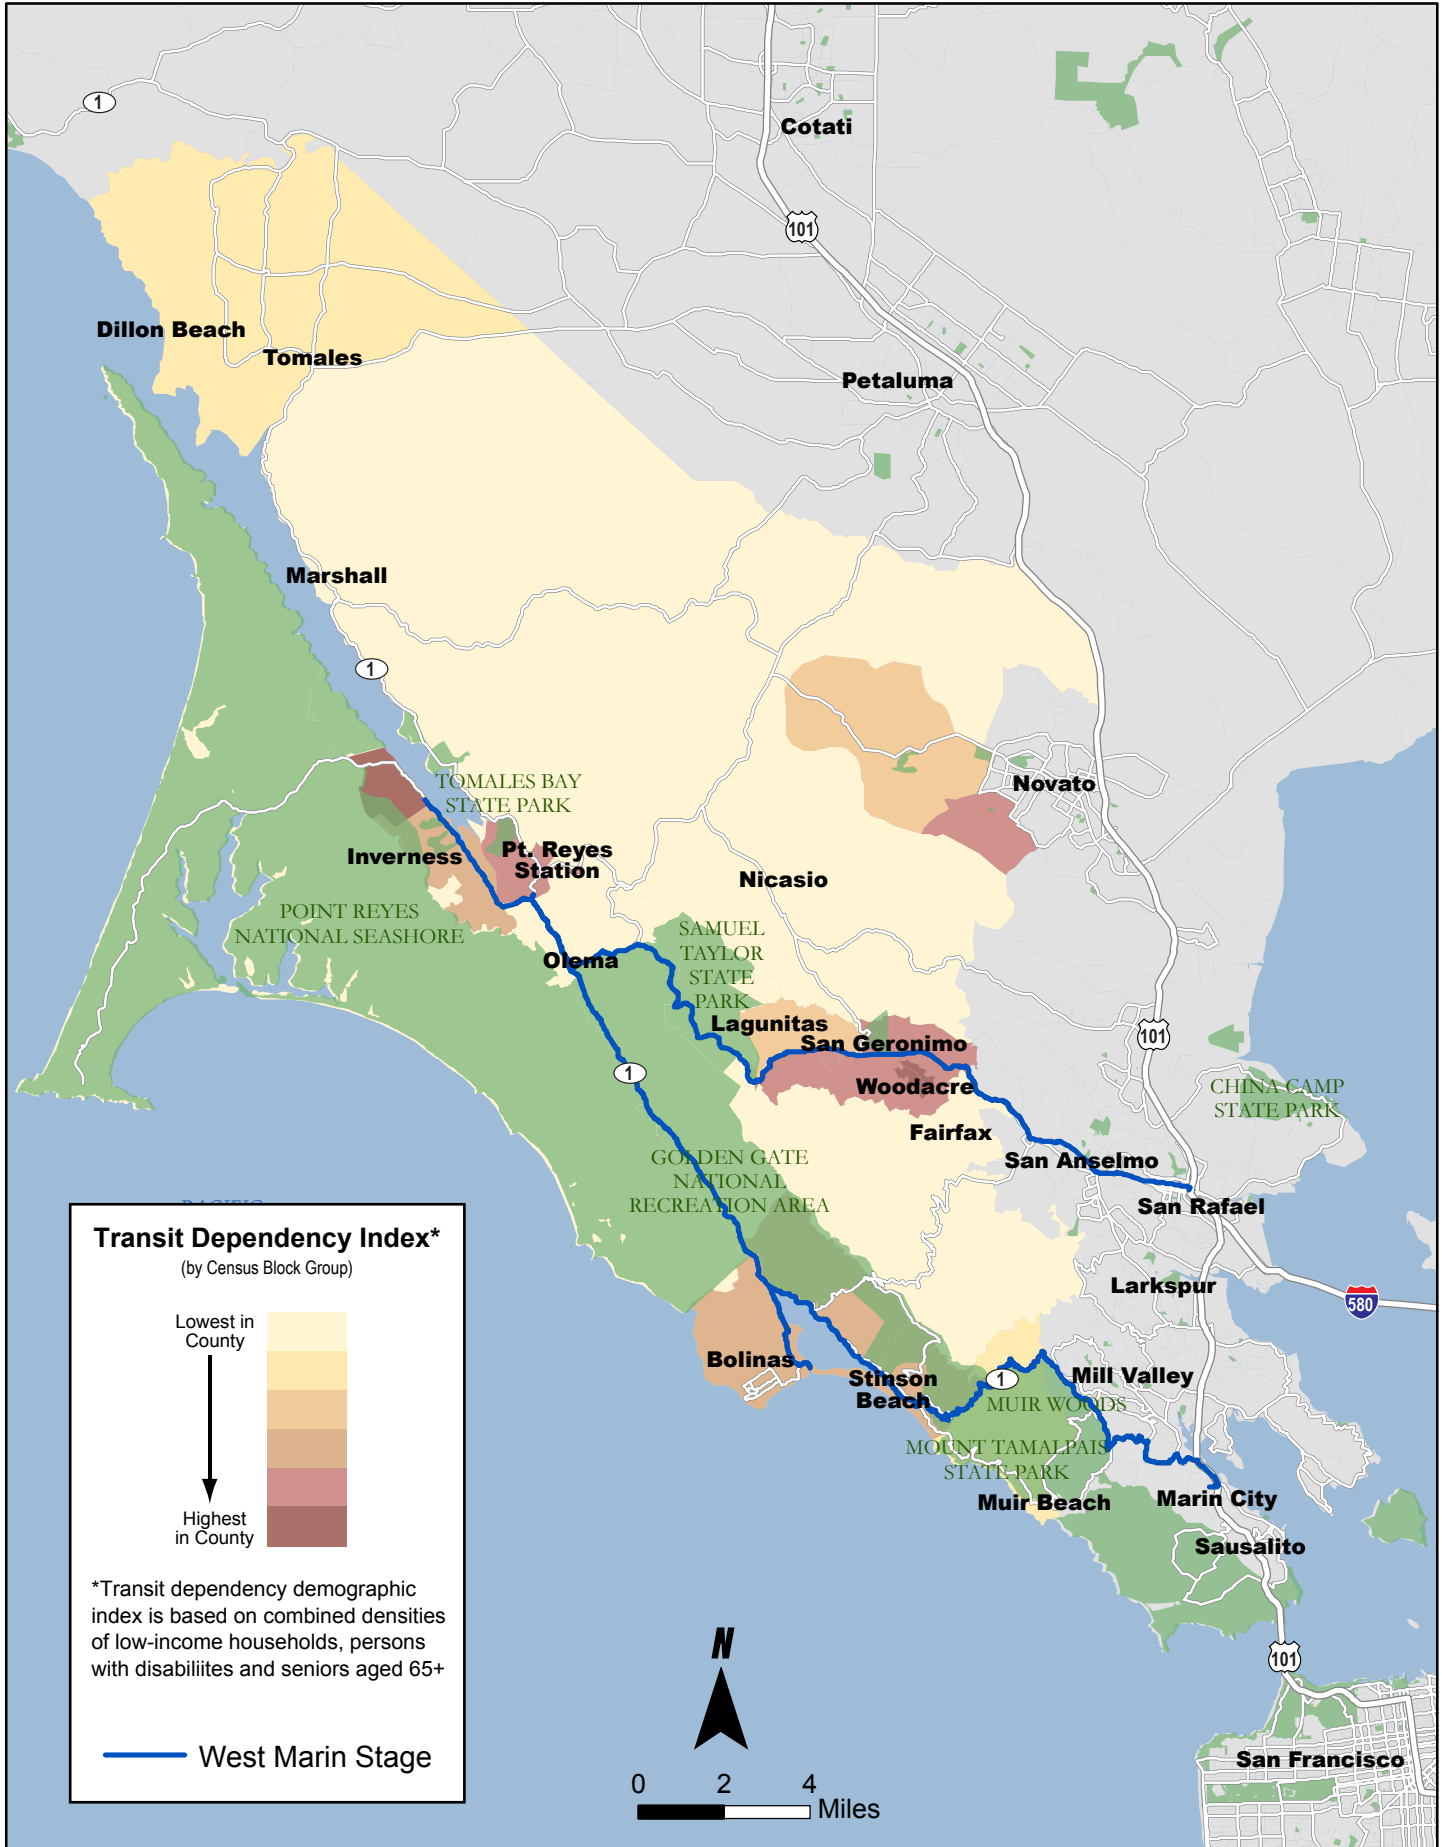 1
Cotati
101
Dillon Beach
Tomales
Petaluma
Marshall
1
TOMALES BAY
STATE PARK
Novato
Inverness
Pt. Reyes
Station
Nicasio
POINT REYES
NATIONAL SEASHORE
SAMUEL
TAYLOR
STATE
PARK
Olema
Lagunitas
San Geronimo
101
1
Woodacre
CHINA CAMP
STATE PARK
Fairfax
San Anselmo
GOLDEN GATE
NATIONAL
RECREATION AREA
San Rafael
Larkspur
580
Bolinas
Stinson
Beach
1
Mill Valley
MUIR WOODS
MOUNT TAMALPAIS
STATE PARK
Muir Beach
Marin City
Sausalito
101
San Francisco
PACIFIC
Transit Dependency Index*
(by Census Block Group)
Lowest in
County
Highest
in County
*Transit dependency demographic
index is based on combined densities
of low-income households, persons
with disabiliites and seniors aged 65+
West Marin Stage
N
0 2 4
Miles